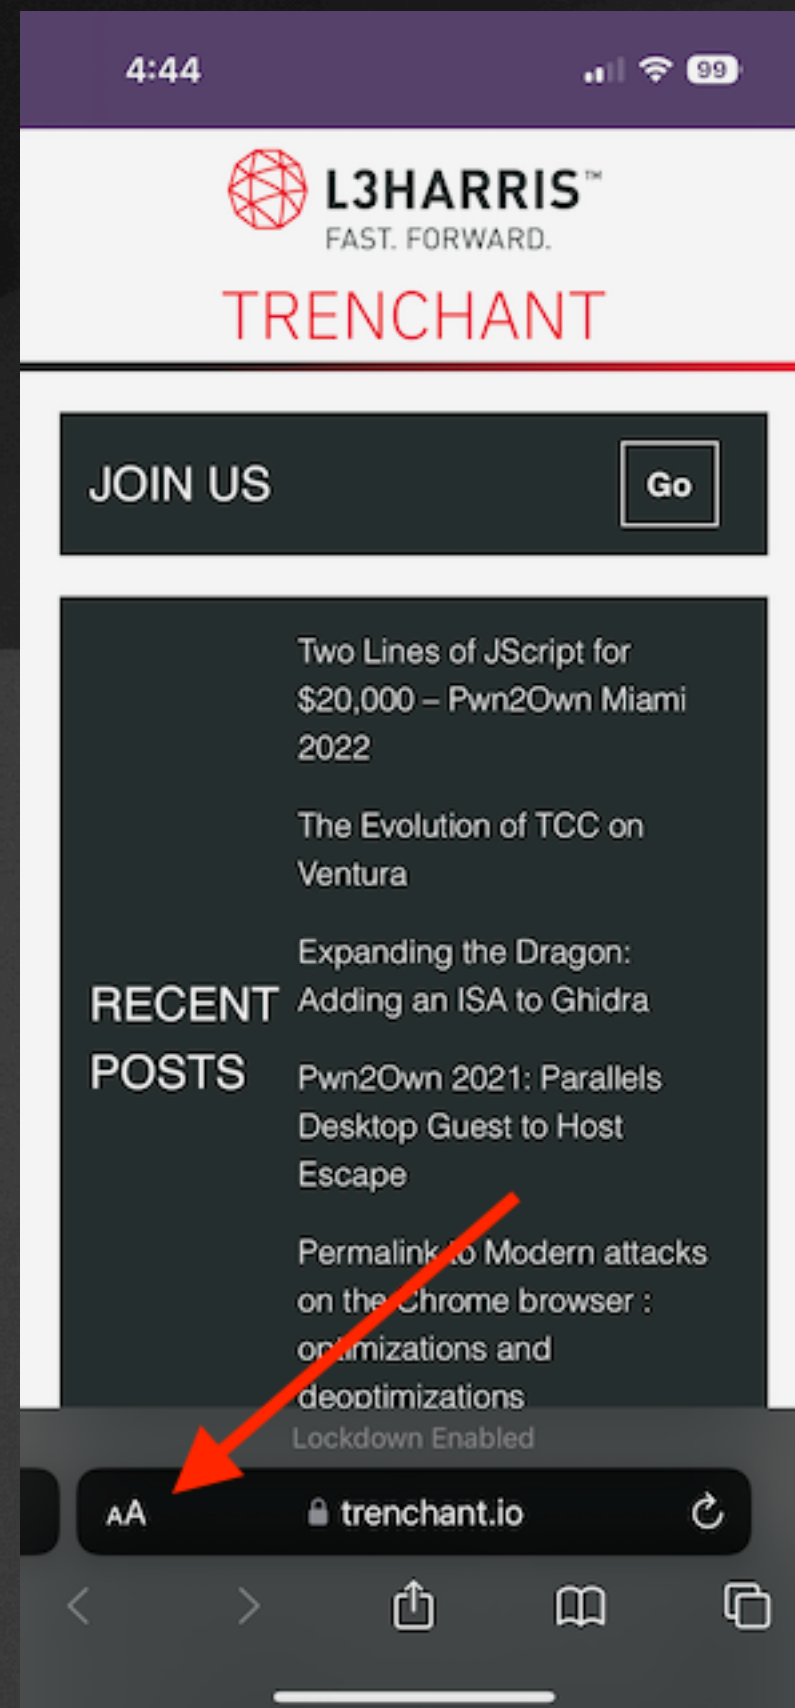 4:44
99
L3HARRIS™
FAST. FORWARD.
TRENCHANT
JOIN US
Go
RECENT
POSTS
Two Lines of JScript for
$20,000 – Pwn2Own Miami
2022
The Evolution of TCC on
Ventura
Expanding the Dragon:
Adding an ISA to Ghidra
Pwn2Own 2021: Parallels
Desktop Guest to Host
Escape
Permalink to Modern attacks
on the Chrome browser :
optimizations and
deoptimizations
Lockdown Enabled
AA
trenchant.io